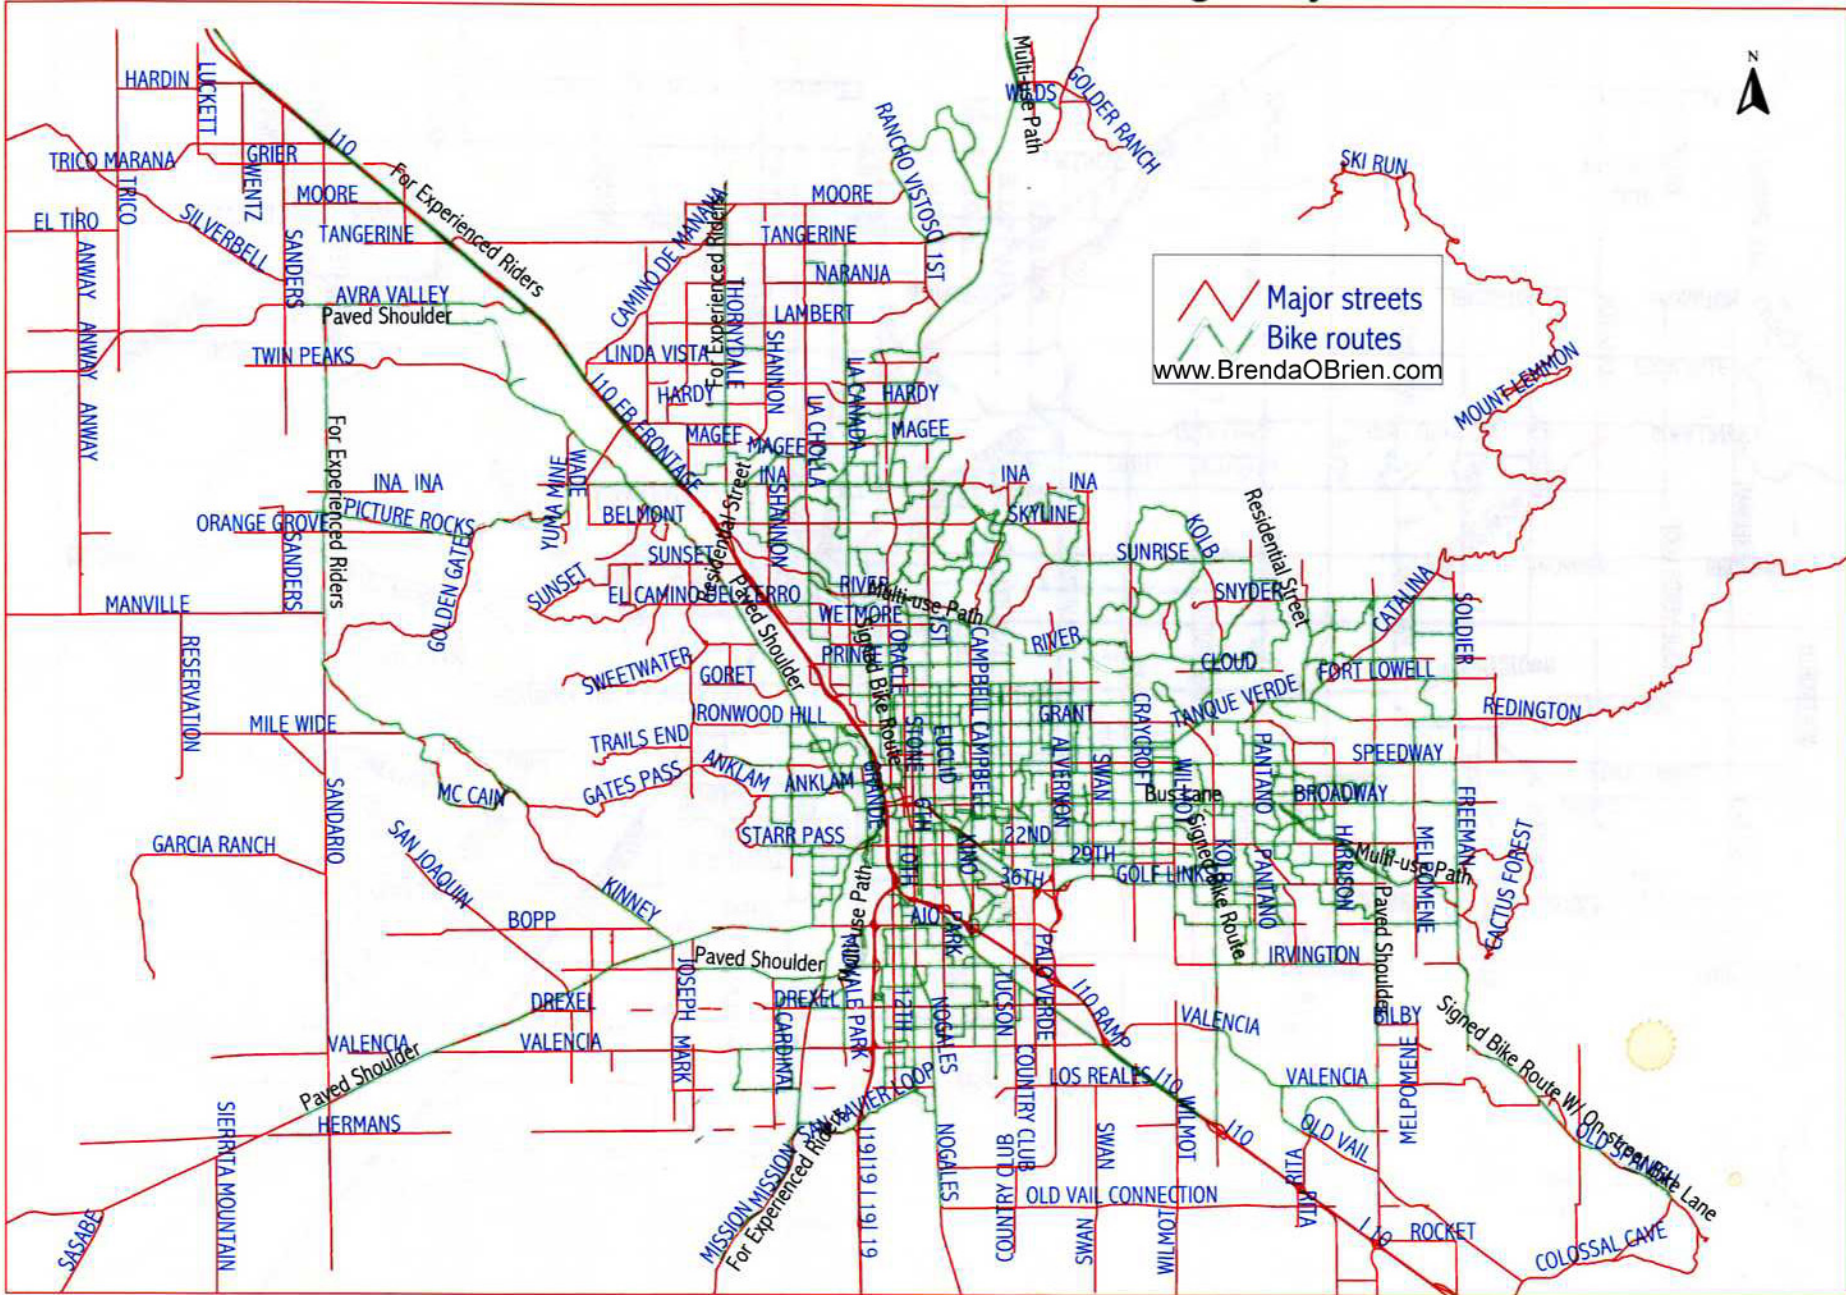 N
HARDIN
LUCKETT
I10
Multi-use Path
WILDS
GOLDER RANCH
TRICO MARANA
TRICO
GRIER
WENTZ
For Experienced Riders
RANCHO VISTOSO
SKI RUN
MOORE
MOORE
EL TIRO
SILVERBELL
SANDERS
TANGERINE
CAMINO DE MANANA
For Experienced Riders
TANGERINE
1ST
ANWAY
ANWAY
ANWAY
NARANJA
AVRA VALLEY
Paved Shoulder
THORNYDALE
LAMBERT
Major streets
Bike routes
www.BrendaOBrien.com
TWIN PEAKS
LINDA VISTA
SHANNON
LA CANADA
MOUNT LEMMON
HARDY
HARDY
I10 EB FRONTAGE
LA CHOLLA
MAGEE
MAGEE
MAGEE
For Experienced Riders
INA
INA
YUMA MINE
WADE
INA
INA
INA
Residential Street
SHANNON
ORANGE GROVE
PICTURE ROCKS
BELMONT
SKYLINE
KOLB
Residential Street
SANDERS
GOLDEN GATE
SUNSET
SUNSET
SUNRISE
MANVILLE
EL CAMINO DEL CERRO
Paved Shoulder
RIVER
Multi-use Path
SNYDER
CATALINA
SOLDIER
WETMORE
1ST
CAMPBELL
CAMPBELL
CAMPBELL
RIVER
RESERVATION
SWEETWATER
GORET
ORACLE
Signed Bike Route
CLOUD
FORT LOWELL
TANQUE VERDE
REDINGTON
MILE WIDE
IRONWOOD HILL
TRAILS END
STONE
EUCLID
GRANT
CRAYCROFT
ALVERNON
SWAN
PANTANO
SPEEDWAY
MC CAIN
GATES PASS
ANKLAM
ANKLAM
GRANDE
6TH
Bus Lane
BROADWAY
SANDARIO
GARCIA RANCH
SAN JOAQUIN
STARR PASS
10TH
KINO
22ND
29TH
36TH
GOLF LINKS
KOLB
Signed Bike Route
PANTANO
HARRISON
Multi-use Path
MELPOMENE
FREEMAN
CACTUS FOREST
KINNEY
BOPP
Multi-use Path
AJO
PARK
IRVINGTON
Paved Shoulder
Paved Shoulder
JOSEPH
DREXEL
DREXEL
CARDINAL
12TH
NOGALES
TUCSON
PALO VERDE
I10 RAMP
VALENCIA
BILBY
Signed Bike Route W/ On-street Bike Lane
VALENCIA
VALENCIA
Paved Shoulder
MARK
COUNTRY CLUB
LOS REALES
I10
WILMOT
VALENCIA
MELPOMENE
HERMANS
SIERRITA MOUNTAIN
SAN XAVIER LOOP
MISSION
MISSION
For Experienced Riders
I19
I19
I19
I19
NOGALES
COUNTRY CLUB
SWAN
I10
OLD VAIL
RITA
RITA
OLD SPANISH
OLD VAIL CONNECTION
SASABE
SWAN
WILMOT
I10
ROCKET
COLOSSAL CAVE